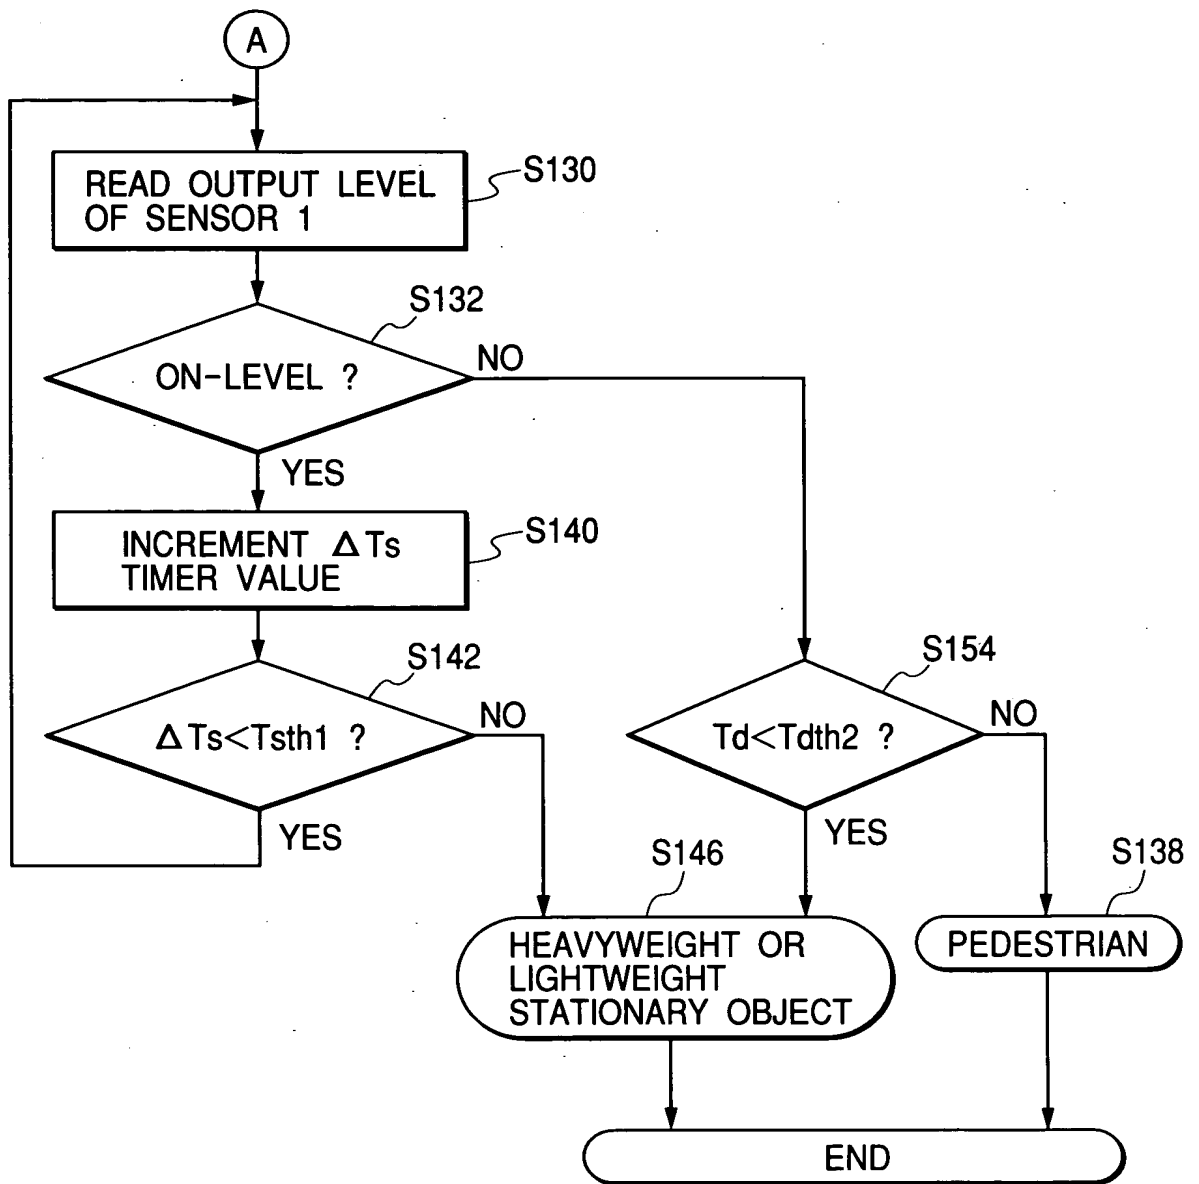 A
READ OUTPUT LEVEL
OF SENSOR 1
S130
S132
ON-LEVEL ?
NO
YES
INCREMENT ΔTs
TIMER VALUE
S140
S142
ΔTs<Tsth1 ?
NO
YES
S154
Td<Tdth2 ?
NO
YES
S146
HEAVYWEIGHT OR
LIGHTWEIGHT
STATIONARY OBJECT
S138
PEDESTRIAN
END